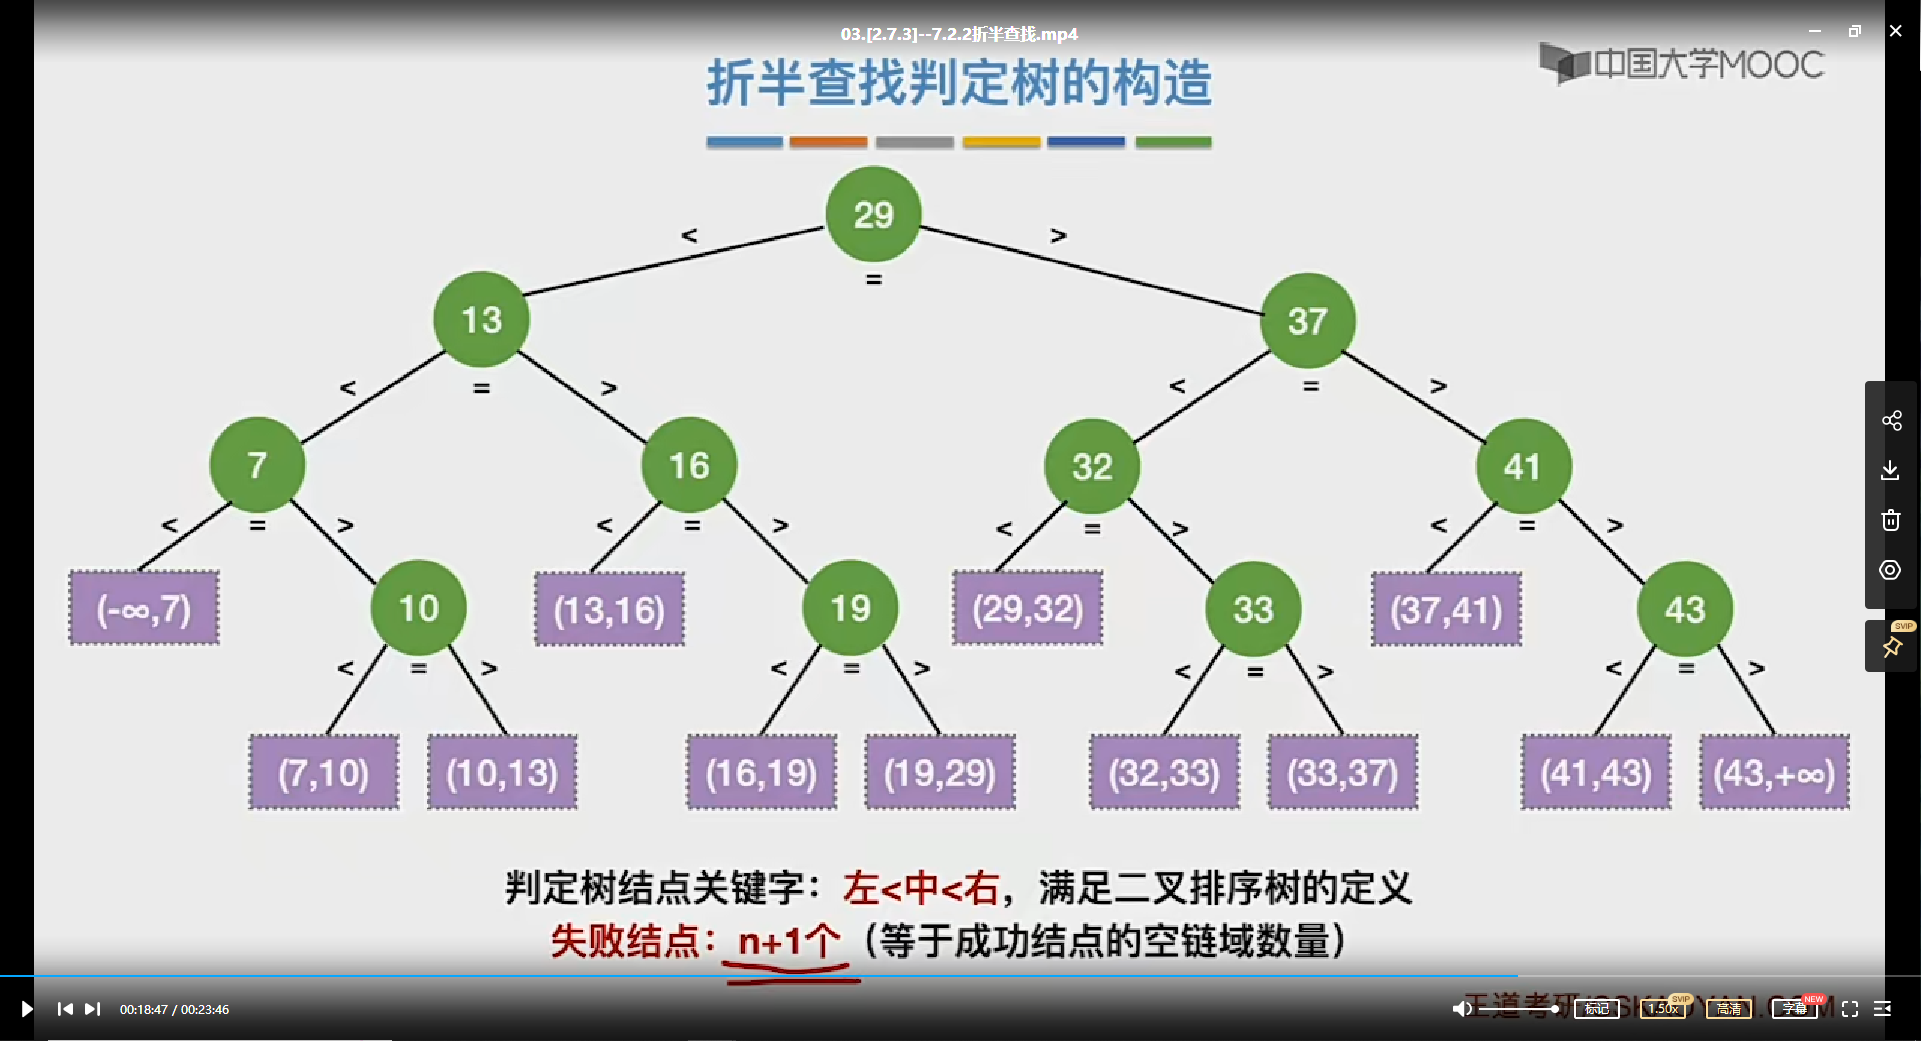 03.[2.7.3]--7.2.2折半查找.mp4
中国大学MOOC
折半查找判定树的构造
29
< = >
13
37
< = >
< = >
7
16
32
41
< = >
< = >
< = >
< = >
(-∞,7)
10
(13,16)
19
(29,32)
33
(37,41)
43
< = >
< = >
< = >
< = >
(7,10)
(10,13)
(16,19)
(19,29)
(32,33)
(33,37)
(41,43)
(43,+∞)
判定树结点关键字：左<中<右，满足二叉排序树的定义
失败结点：n+1个（等于成功结点的空链域数量）
SVIP
00:18:47 / 00:23:46
王道考研/CSKAOYAN.COM
标记
1.50x
SVIP
高清
字幕
NEW